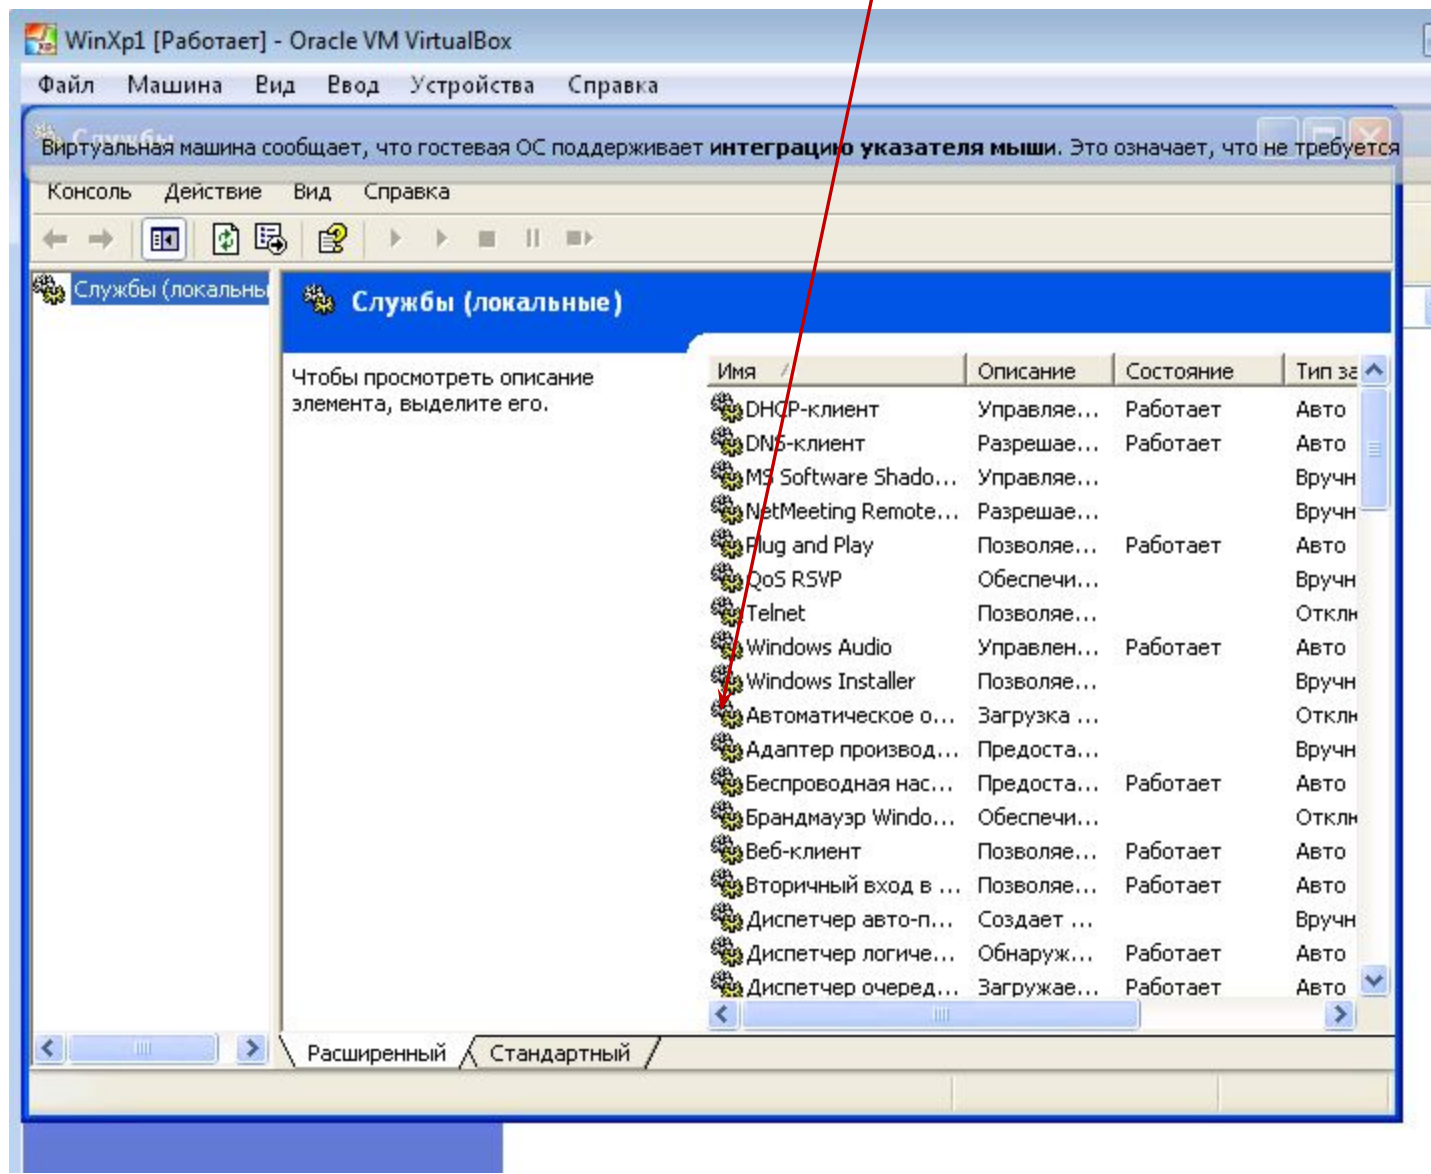 WinXp1 [Работает] - Oracle VM VirtualBox
Файл Машина Вид Ввод Устройства Справка
Службы
Виртуальная машина сообщает, что гостевая ОС поддерживает интеграцию указателя мыши. Это означает, что не требуется
Консоль Действие Вид Справка
Службы (локальны
Службы (локальные)
Чтобы просмотреть описание
элемента, выделите его.
Имя Описание Состояние Тип за
DHCP-клиент Управляе... Работает Авто
DNS-клиент Разрешае... Работает Авто
MS Software Shado... Управляе... Вручн
NetMeeting Remote... Разрешае... Вручн
Plug and Play Позволяе... Работает Авто
QoS RSVP Обеспечи... Вручн
Telnet Позволяе... Отклн
Windows Audio Управлен... Работает Авто
Windows Installer Позволяе... Вручн
Автоматическое о... Загрузка ... Отклн
Адаптер производ... Предоста... Вручн
Беспроводная нас... Предоста... Работает Авто
Брандмауэр Windo... Обеспечи... Отклн
Веб-клиент Позволяе... Работает Авто
Вторичный вход в ... Позволяе... Работает Авто
Диспетчер авто-п... Создает ... Вручн
Диспетчер логиче... Обнаруж... Работает Авто
Диспетчер очеред... Загружае... Работает Авто
Расширенный Стандартный